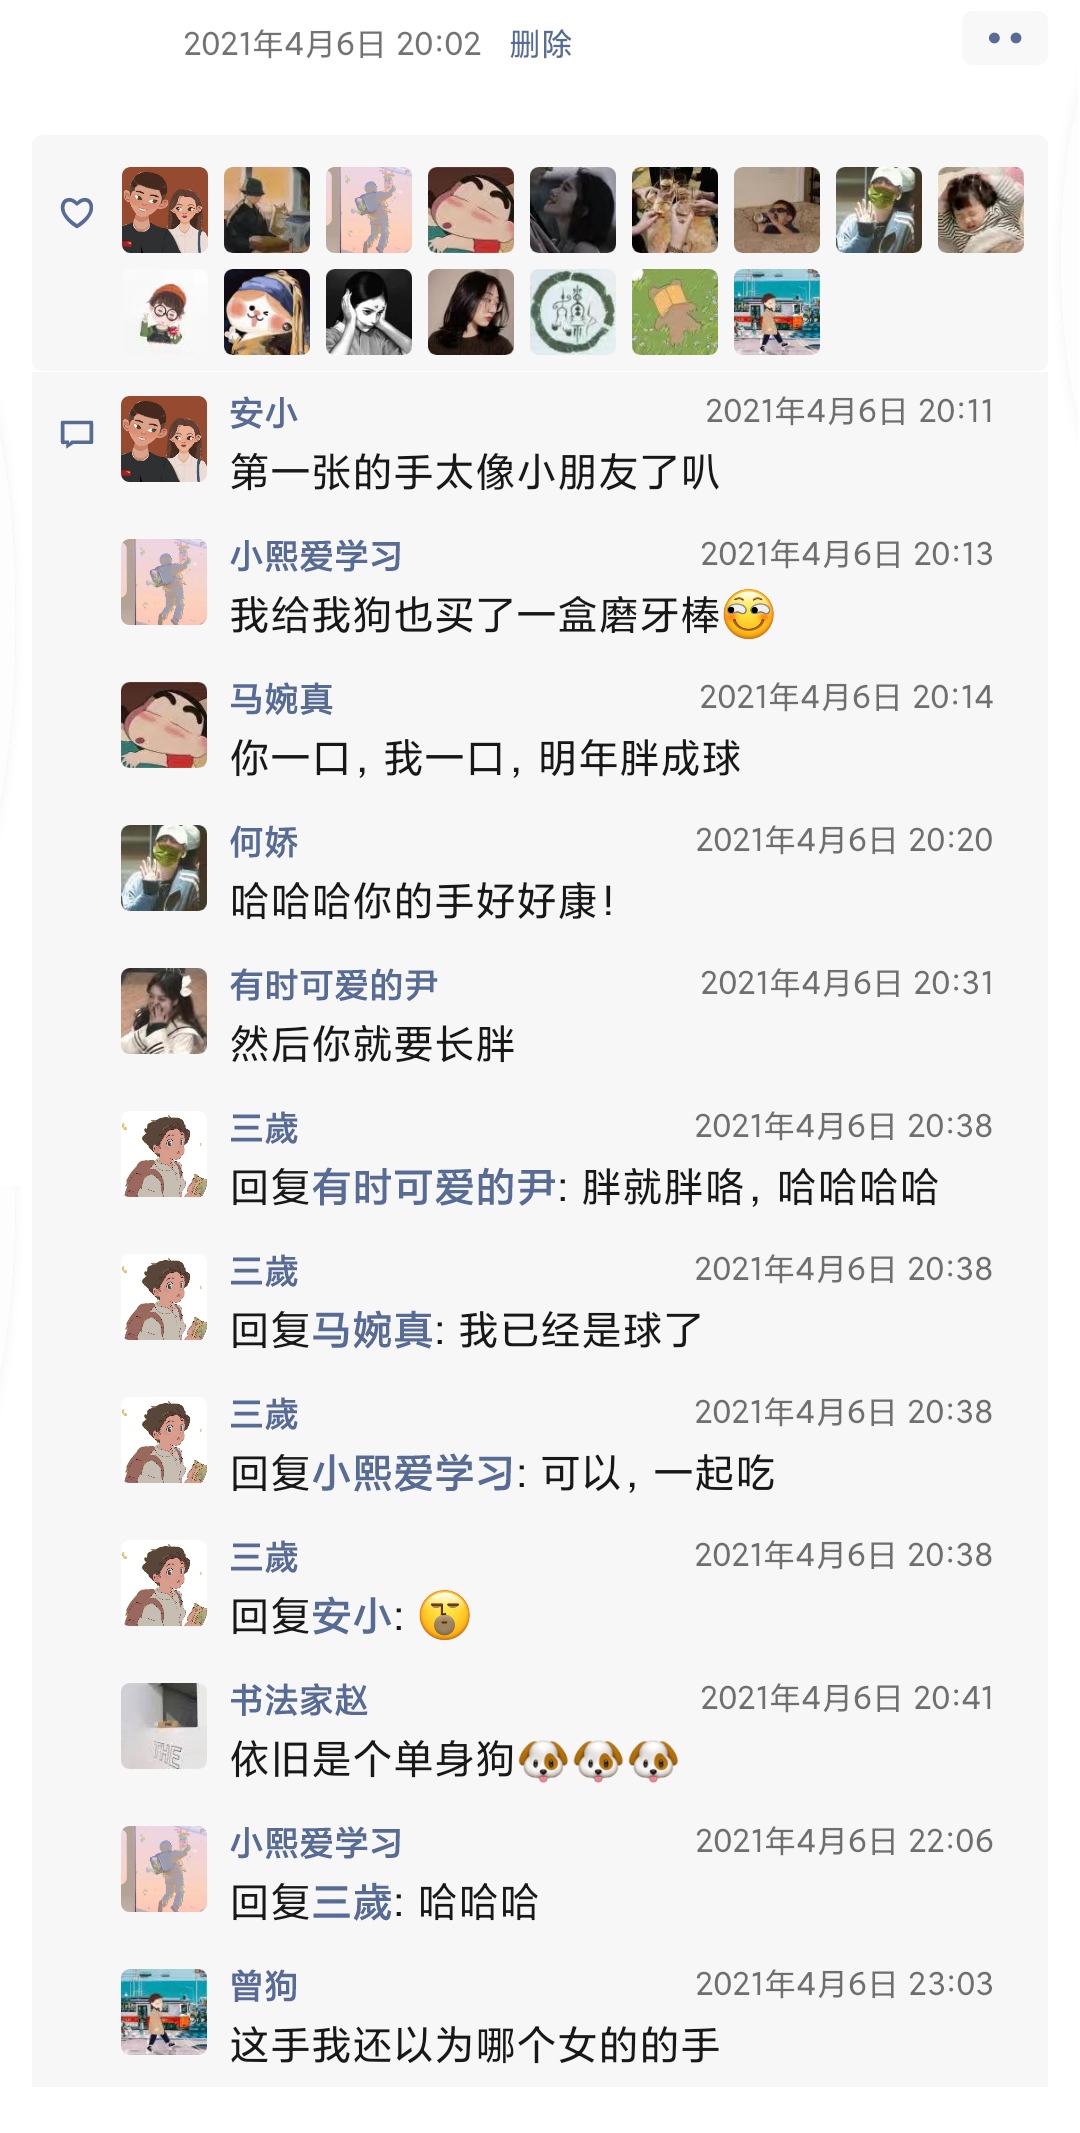 2021年4月6日 20:02 删除
安小 2021年4月6日 20:11
第一张的手太像小朋友了叭
小熙爱学习 2021年4月6日 20:13
我给我狗也买了一盒磨牙棒
马婉真 2021年4月6日 20:14
你一口, 我一口, 明年胖成球
何娇 2021年4月6日 20:20
哈哈哈你的手好好康!
有时可爱的尹 2021年4月6日 20:31
然后你就要长胖
三歲 2021年4月6日 20:38
回复有时可爱的尹: 胖就胖咯, 哈哈哈哈
三歲 2021年4月6日 20:38
回复马婉真: 我已经是球了
三歲 2021年4月6日 20:38
回复小熙爱学习: 可以, 一起吃
三歲 2021年4月6日 20:38
回复安小:
书法家赵 2021年4月6日 20:41
THE
依旧是个单身狗🐶🐶🐶
小熙爱学习 2021年4月6日 22:06
回复三歲: 哈哈哈
曾狗 2021年4月6日 23:03
这手我还以为哪个女的的手